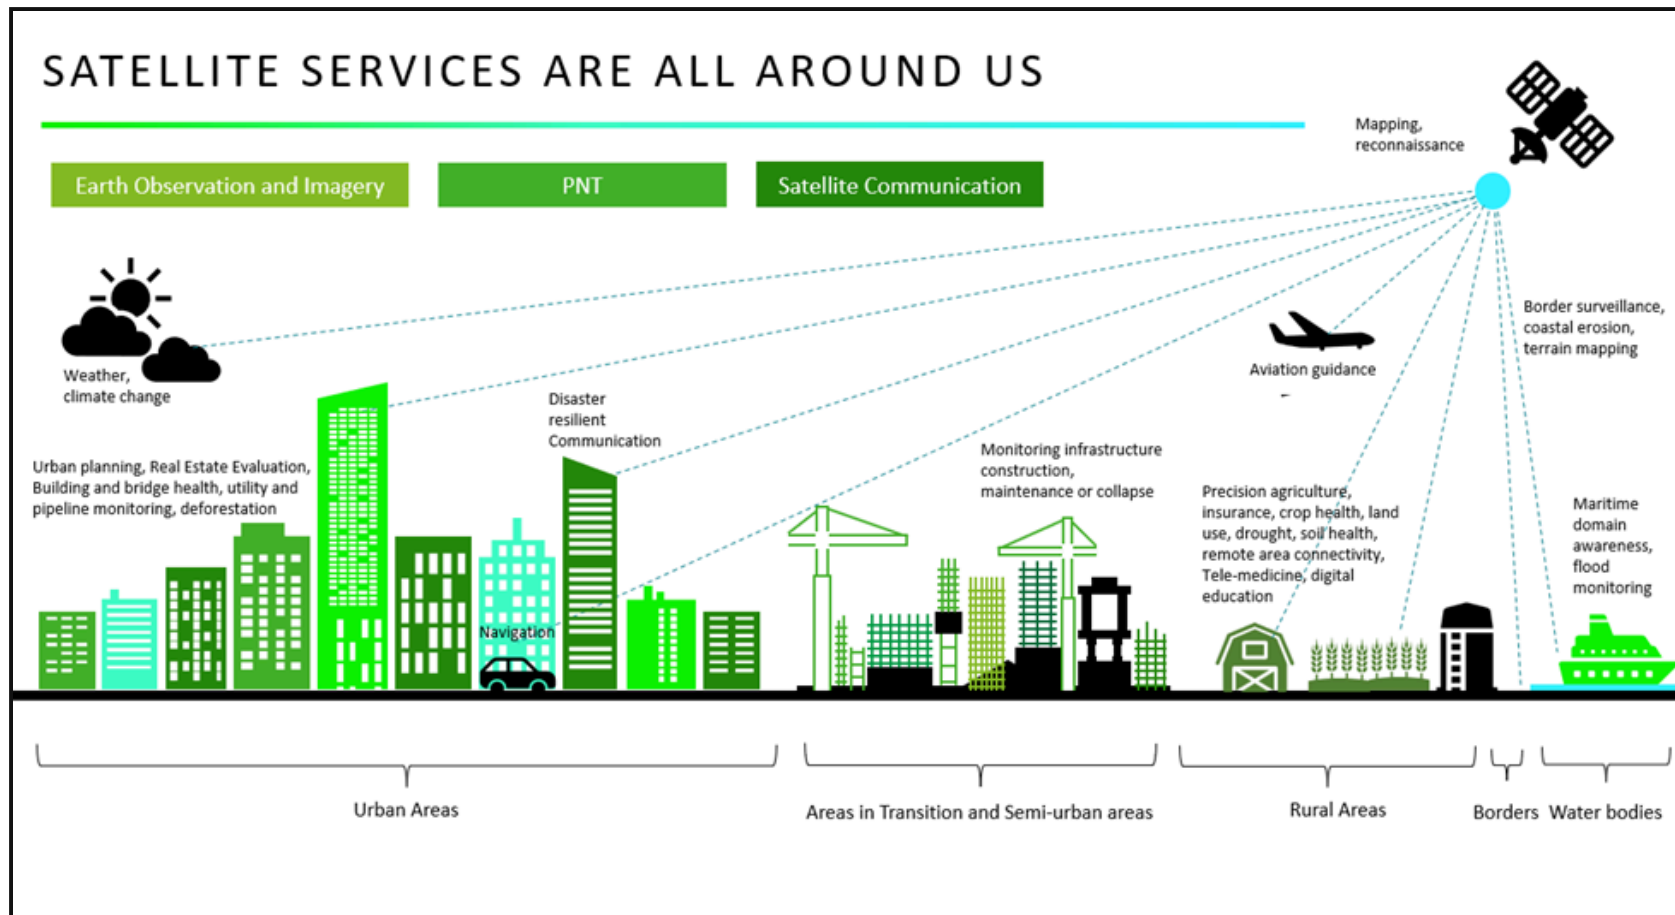 SATELLITE SERVICES ARE ALL AROUND US
Mapping,
reconnaissance
Earth Observation and Imagery
PNT
Satellite Communication
Weather,
climate change
Border surveillance,
coastal erosion,
terrain mapping
Aviation guidance
Disaster
resilient
Communication
Urban planning, Real Estate Evaluation,
Building and bridge health, utility and
pipeline monitoring, deforestation
Monitoring infrastructure
construction,
maintenance or collapse
Precision agriculture,
insurance, crop health, land
use, drought, soil health,
remote area connectivity,
Tele-medicine, digital
education
Maritime
domain
awareness,
flood
monitoring
Navigation
Urban Areas
Areas in Transition and Semi-urban areas
Rural Areas
Borders
Water bodies